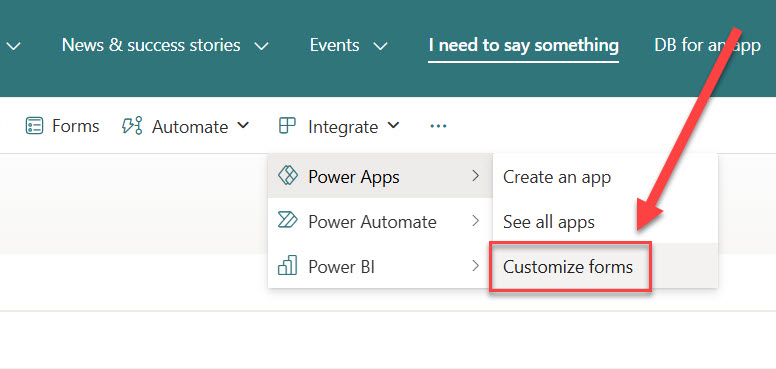 News & success stories Events I need to say something DB for an app
Forms Automate Integrate ...
Power Apps Create an app
Power Automate See all apps
Power BI Customize forms